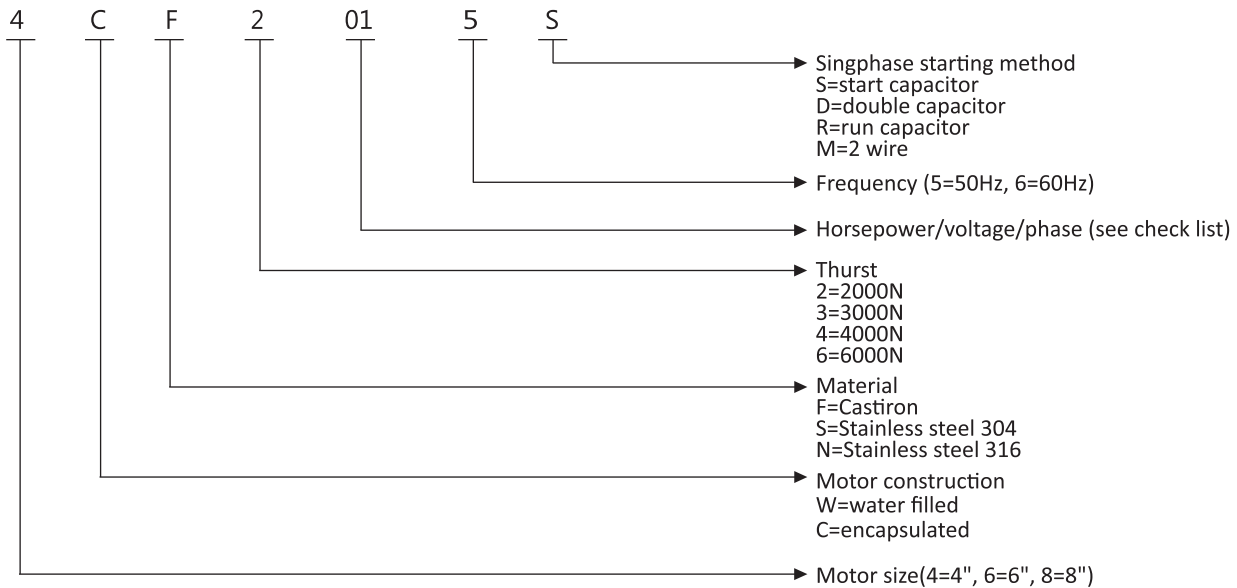 4 C F 2 01 5 S
Singphase starting method
S=start capacitor
D=double capacitor
R=run capacitor
M=2 wire
Frequency (5=50Hz, 6=60Hz)
Horsepower/voltage/phase (see check list)
Thurst
2=2000N
3=3000N
4=4000N
6=6000N
Material
F=Castiron
S=Stainless steel 304
N=Stainless steel 316
Motor construction
W=water filled
C=encapsulated
Motor size(4=4", 6=6", 8=8")